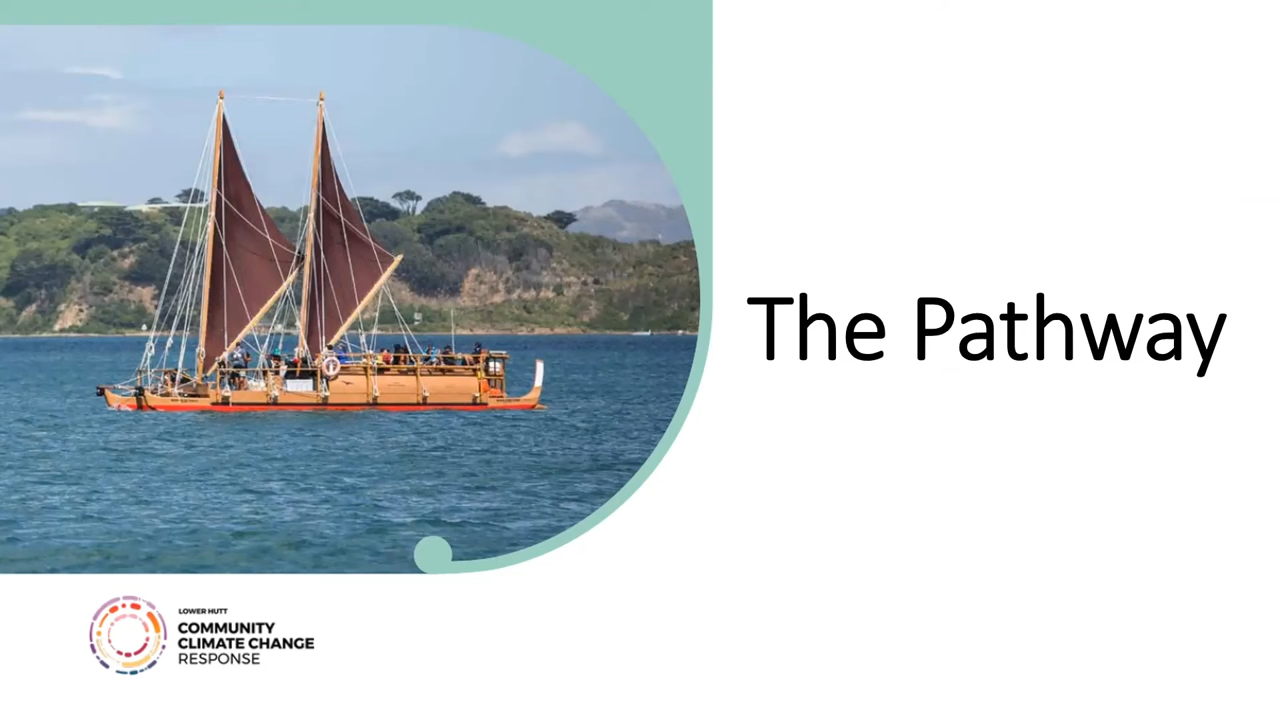 The Pathway
LOWER HUTT
COMMUNITY
CLIMATE CHANGE
RESPONSE